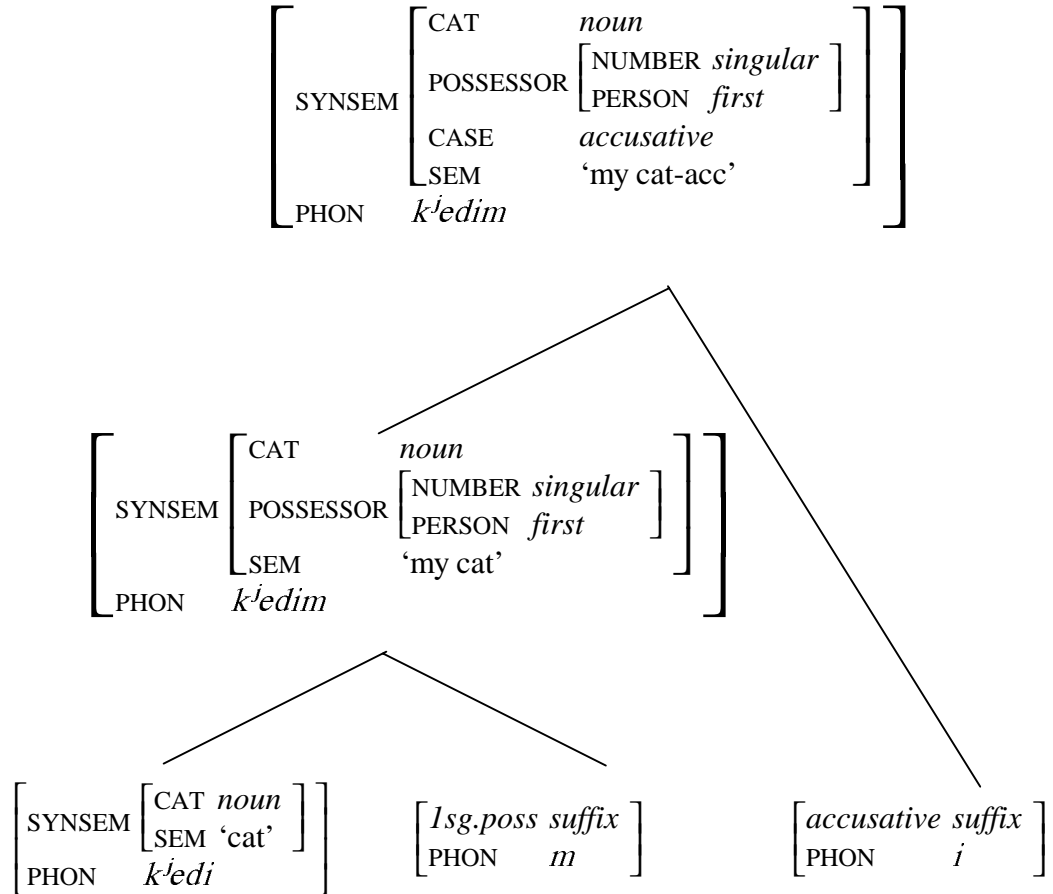 CAT noun
POSSESSOR NUMBER singular
SYNSEM PERSON first
CASE accusative
SEM ‘my cat-acc’
PHON kʲedim
CAT noun
SYNSEM POSSESSOR NUMBER singular
PERSON first
SEM ‘my cat’
PHON kʲedim
SYNSEM CAT noun
SEM ‘cat’
PHON kʲedi
1sg.poss suffix
PHON m
accusative suffix
PHON i